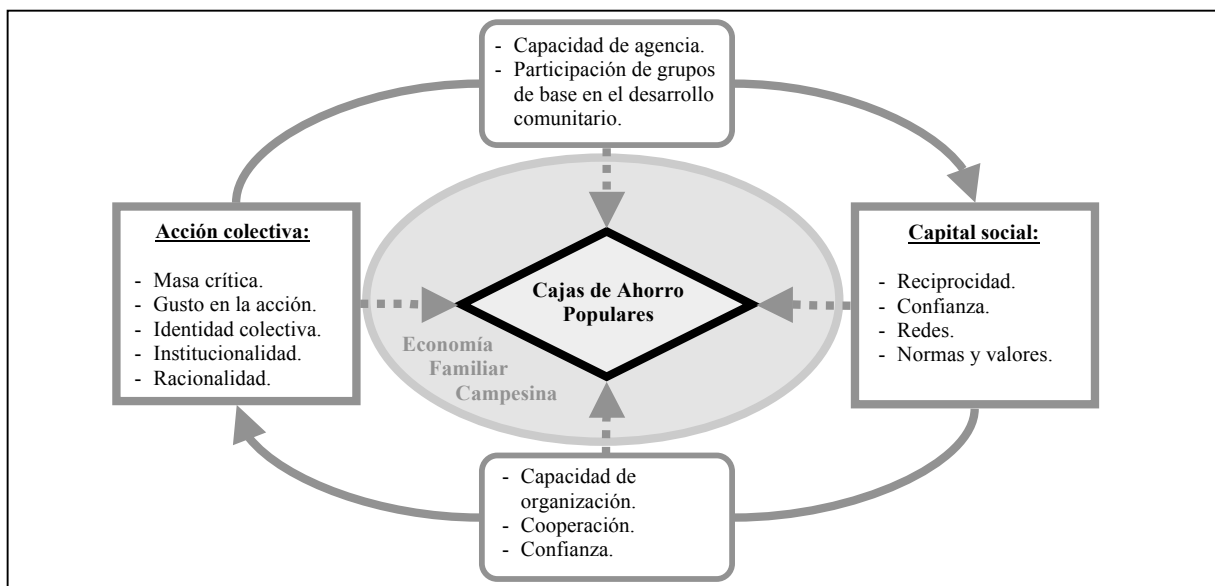 - Capacidad de agencia.
- Participación de grupos
de base en el desarrollo
comunitario.
Acción colectiva:
- Masa crítica.
- Gusto en la acción.
- Identidad colectiva.
- Institucionalidad.
- Racionalidad.
Cajas de Ahorro
Populares
Economía
Familiar
Campesina
Capital social:
- Reciprocidad.
- Confianza.
- Redes.
- Normas y valores.
- Capacidad de
organización.
- Cooperación.
- Confianza.